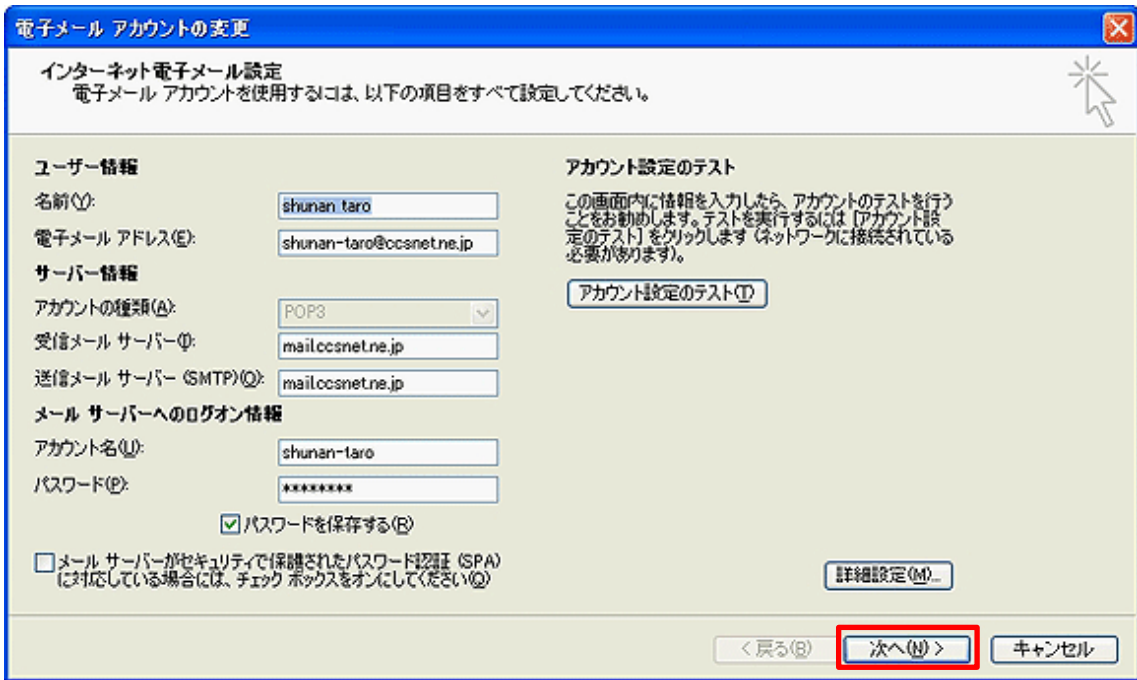 電子メール アカウントの変更
インターネット電子メール設定
電子メール アカウントを使用するには、以下の項目をすべて設定してください。
ユーザー情報
名前(Y):
shunan taro
電子メール アドレス(E):
shunan-taro@ccsnet.ne.jp
サーバー情報
アカウントの種類(A):
POP3
受信メール サーバー(I):
mail.ccsnet.ne.jp
送信メール サーバー (SMTP)(O):
mail.ccsnet.ne.jp
メール サーバーへのログオン情報
アカウント名(U):
shunan-taro
パスワード(P):
********
パスワードを保存する(R)
メール サーバーがセキュリティで保護されたパスワード認証 (SPA)
に対応している場合には、チェック ボックスをオンにしてください(Q)
アカウント設定のテスト
この画面内に情報を入力したら、アカウントのテストを行う
ことをお勧めします。テストを実行するには [アカウント設
定のテスト] をクリックします (ネットワークに接続されている
必要があります)。
アカウント設定のテスト(T)
詳細設定(M)...
< 戻る(B)
次へ(N) >
キャンセル